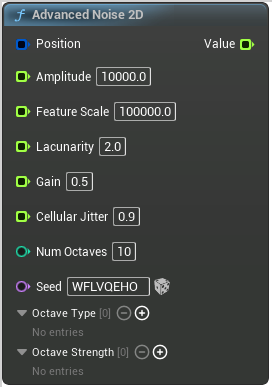 Advanced Noise 2D
Position Value
Amplitude 10000.0
Feature Scale 100000.0
Lacunarity 2.0
Gain 0.5
Cellular Jitter 0.9
Num Octaves 10
Seed WFLVQEHO
Octave Type [0]
No entries
Octave Strength [0]
No entries